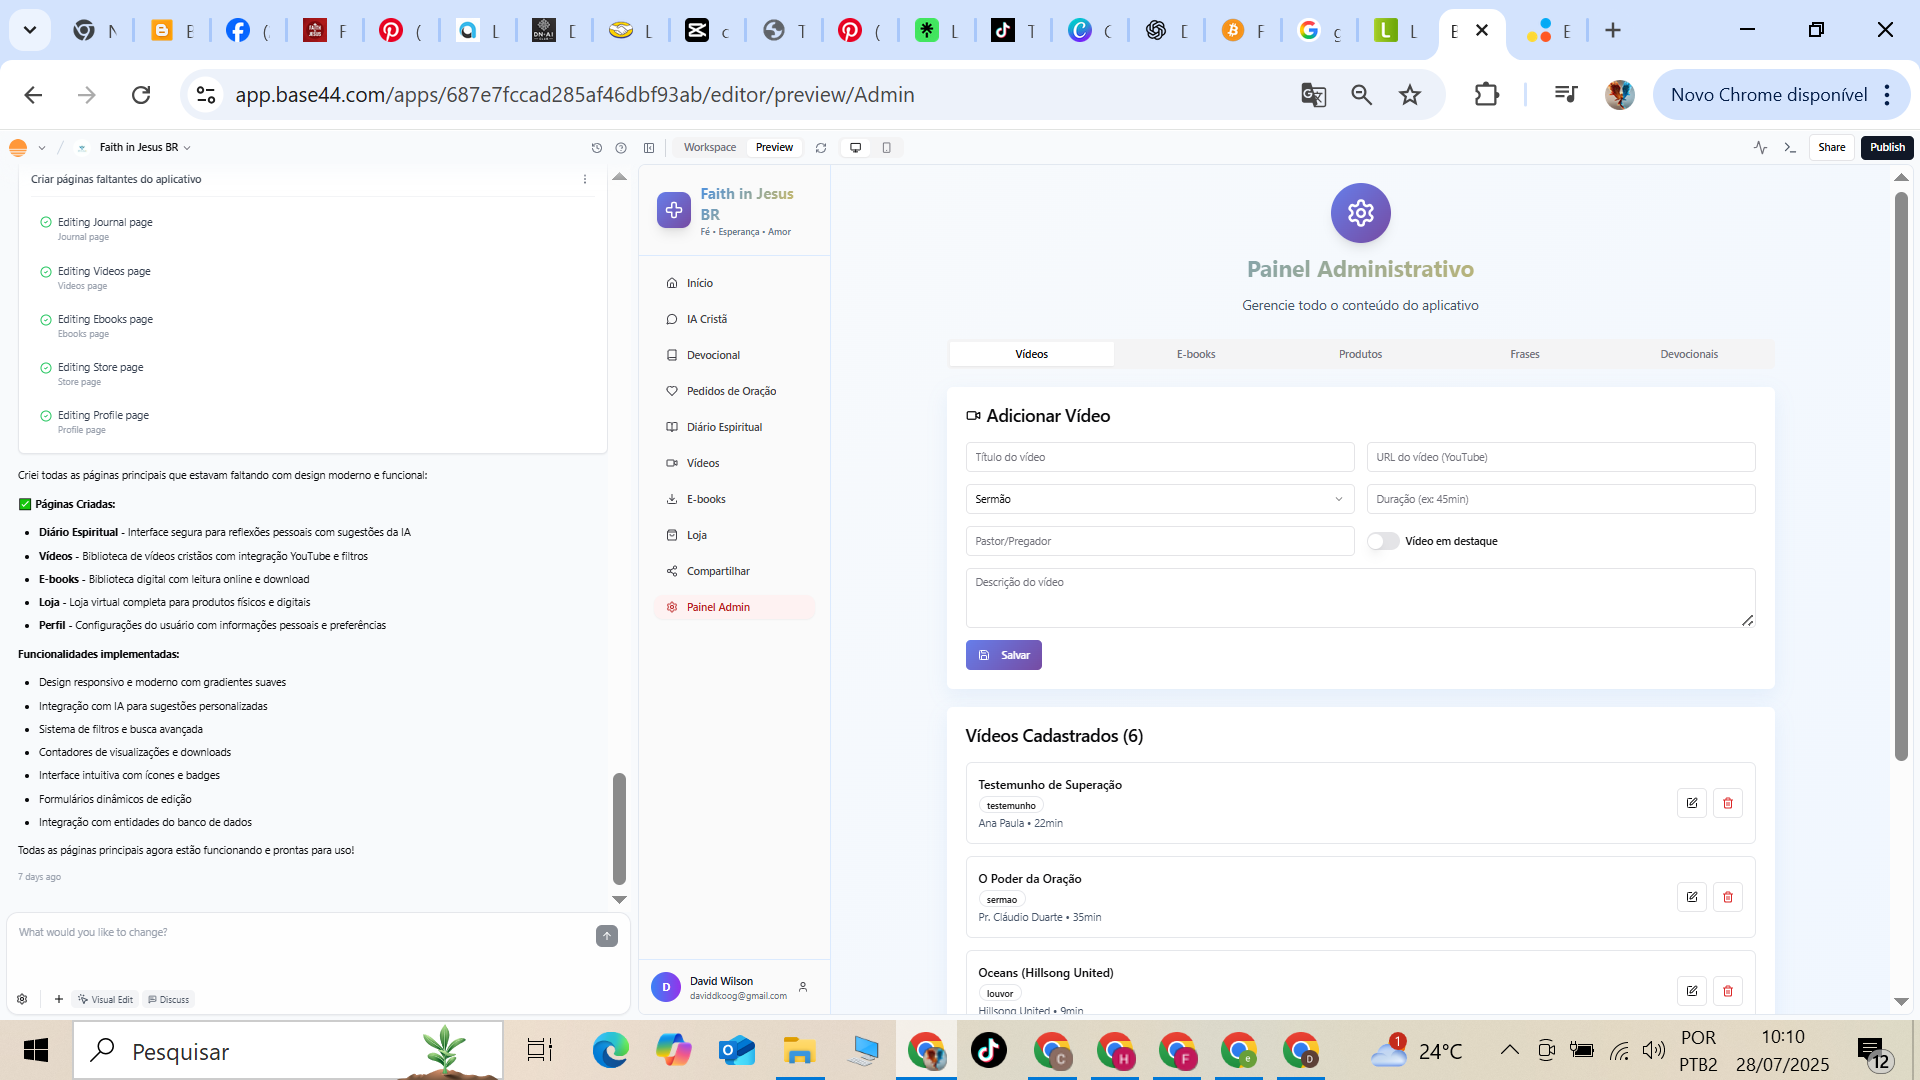 app.base44.com/apps/687e7fccad285af46dbf93ab/editor/preview/Admin
Novo Chrome disponível
Faith in Jesus BR
Workspace
Preview
Share
Publish
Criar páginas faltantes do aplicativo
Editing Journal page
Journal page
Editing Videos page
Videos page
Editing Ebooks page
Ebooks page
Editing Store page
Store page
Editing Profile page
Profile page
Criei todas as páginas principais que estavam faltando com design moderno e funcional:
Páginas Criadas:
Diário Espiritual - Interface segura para reflexões pessoais com sugestões da IA
Vídeos - Biblioteca de vídeos cristãos com integração YouTube e filtros
E-books - Biblioteca digital com leitura online e download
Loja - Loja virtual completa para produtos físicos e digitais
Perfil - Configurações do usuário com informações pessoais e preferências
Funcionalidades implementadas:
Design responsivo e moderno com gradientes suaves
Integração com IA para sugestões personalizadas
Sistema de filtros e busca avançada
Contadores de visualizações e downloads
Interface intuitiva com ícones e badges
Formulários dinâmicos de edição
Integração com entidades do banco de dados
Todas as páginas principais agora estão funcionando e prontas para uso!
7 days ago
What would you like to change?
Visual Edit
Discuss
Faith in Jesus
BR
Fé • Esperança • Amor
Início
IA Cristã
Devocional
Pedidos de Oração
Diário Espiritual
Vídeos
E-books
Loja
Compartilhar
Painel Admin
D
David Wilson
daviddkoog@gmail.com
Painel Administrativo
Gerencie todo o conteúdo do aplicativo
Vídeos
E-books
Produtos
Frases
Devocionais
Adicionar Vídeo
Título do vídeo
URL do vídeo (YouTube)
Sermão
Duração (ex: 45min)
Pastor/Pregador
Vídeo em destaque
Descrição do vídeo
Salvar
Vídeos Cadastrados (6)
Testemunho de Superação
testemunho
Ana Paula • 22min
O Poder da Oração
sermao
Pr. Cláudio Duarte • 35min
Oceans (Hillsong United)
louvor
Hillsong United • 9min
Pesquisar
1
24°C
POR
PTB2
10:10
28/07/2025
12